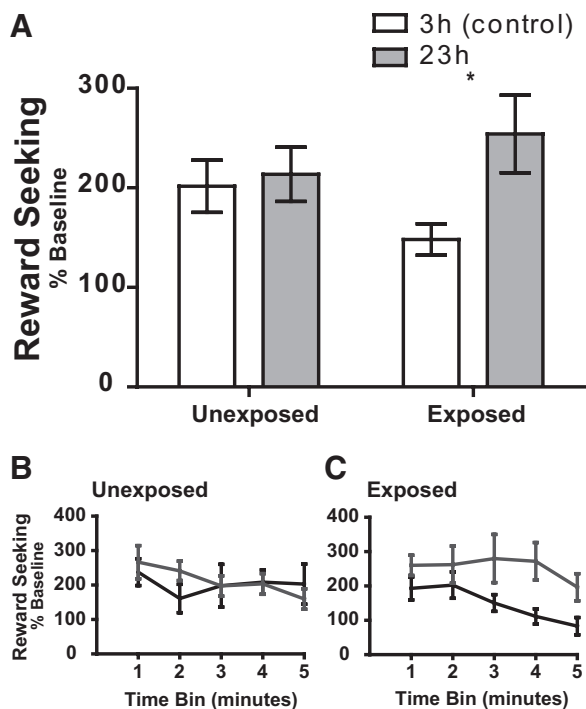 A
3h (control)
23h
*
Reward Seeking
% Baseline
300
200
100
0
Unexposed
Exposed
B
Unexposed
Reward Seeking
% Baseline
400
300
200
100
0
1 2 3 4 5
Time Bin (minutes)
C
Exposed
400
300
200
100
0
1 2 3 4 5
Time Bin (minutes)